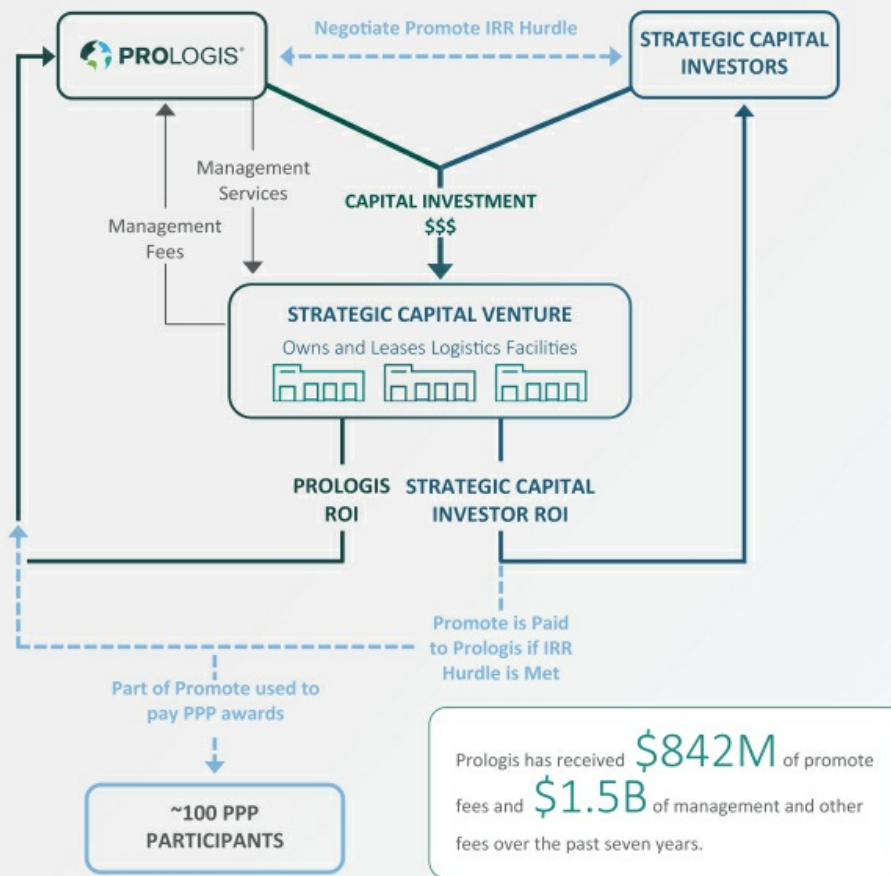 Negotiate Promote IRR Hurdle
PROLOGIS®
STRATEGIC CAPITAL
INVESTORS
Management
Services
Management
Fees
CAPITAL INVESTMENT
$$$
STRATEGIC CAPITAL VENTURE
Owns and Leases Logistics Facilities
PROLOGIS
ROI
STRATEGIC CAPITAL
INVESTOR ROI
Promote is Paid
to Prologis if IRR
Hurdle is Met
Part of Promote used to
pay PPP awards
~100 PPP
PARTICIPANTS
Prologis has received $842M of promote
fees and $1.5B of management and other
fees over the past seven years.